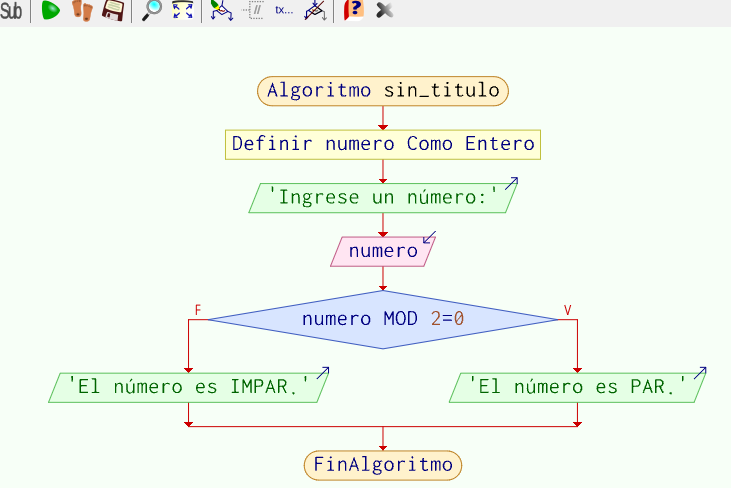 Sub
tx...
Algoritmo sin_titulo
Definir numero Como Entero
'Ingrese un número:'
numero
F
V
numero MOD 2=0
'El número es IMPAR.'
'El número es PAR.'
FinAlgoritmo